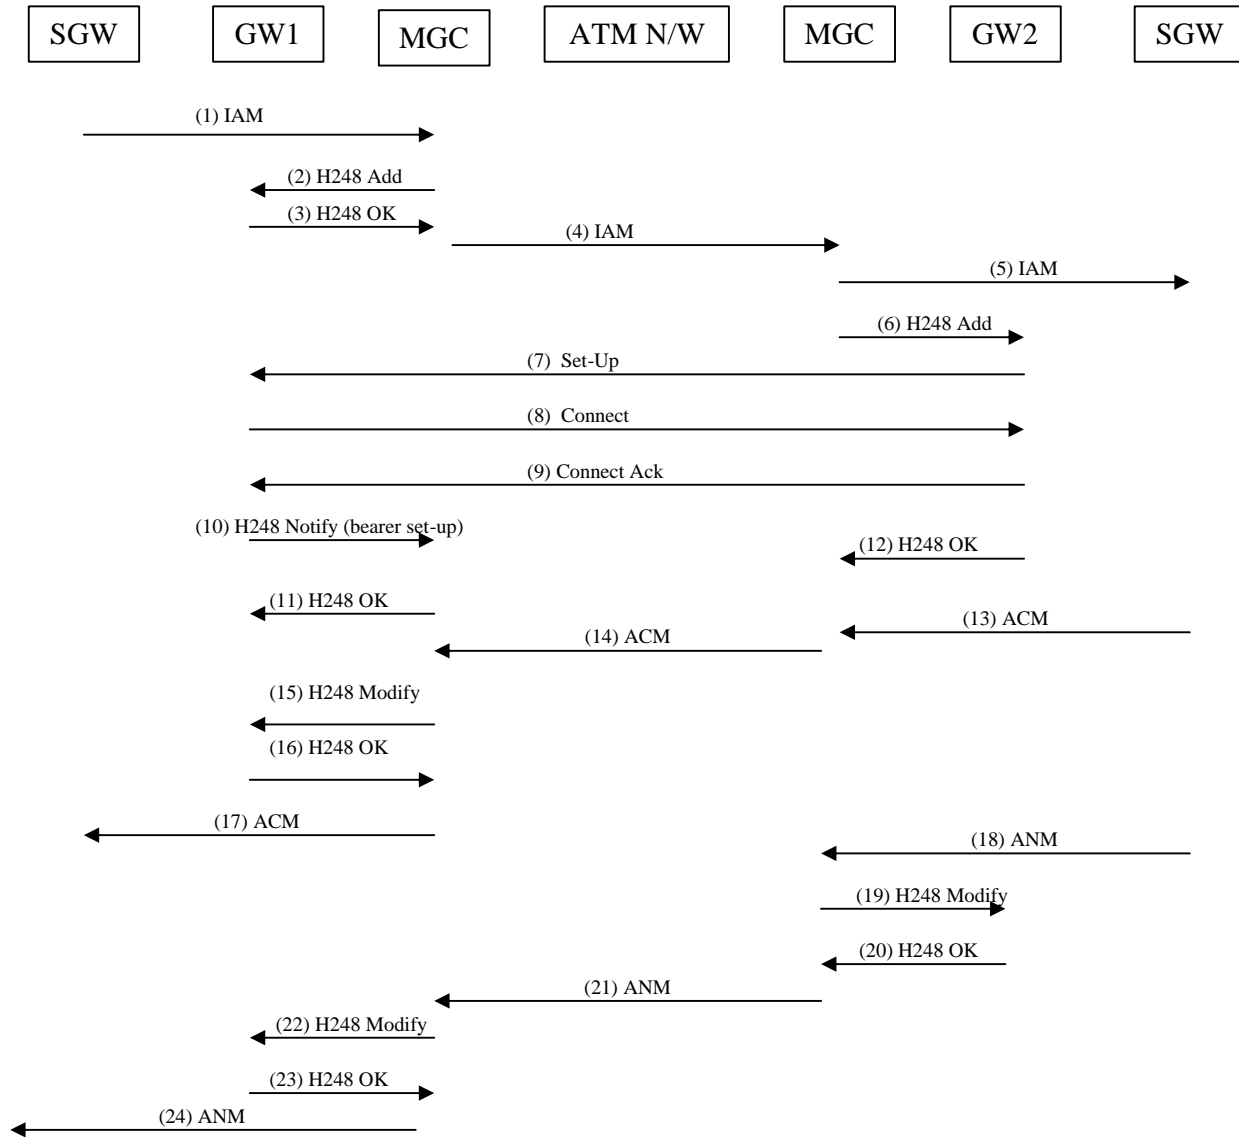 SGW GW1 MGC ATM N/W MGC GW2 SGW
(1) IAM
(2) H248 Add
(3) H248 OK
(4) IAM
(5) IAM
(6) H248 Add
(7) Set-Up
(8) Connect
(9) Connect Ack
(10) H248 Notify (bearer set-up)
(12) H248 OK
(11) H248 OK
(13) ACM
(14) ACM
(15) H248 Modify
(16) H248 OK
(17) ACM
(18) ANM
(19) H248 Modify
(20) H248 OK
(21) ANM
(22) H248 Modify
(23) H248 OK
(24) ANM